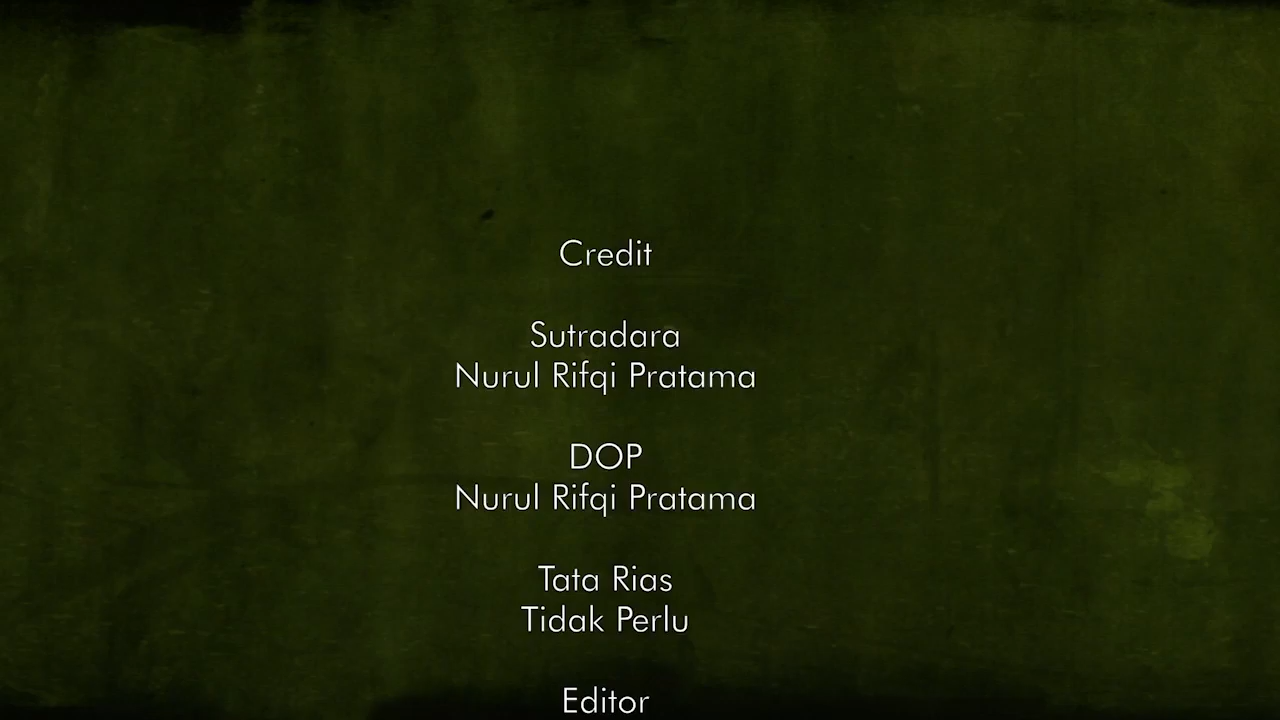 Credit
Sutradara
Nurul Rifqi Pratama
DOP
Nurul Rifqi Pratama
Tata Rias
Tidak Perlu
Editor